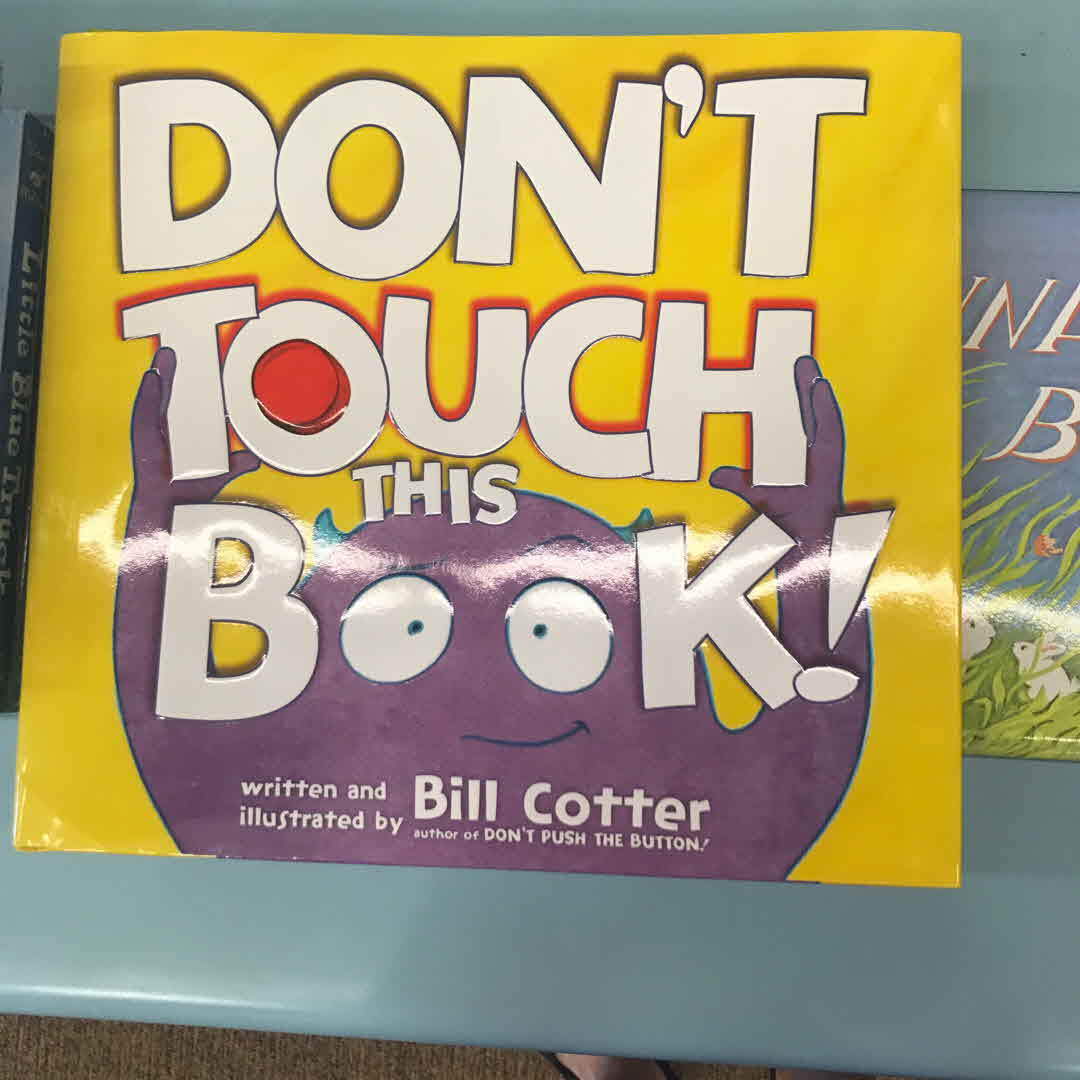 DON'T
TOUCH
THIS
BOOK!
written and
illustrated by
Bill Cotter
author of DON'T PUSH THE BUTTON!
Little Blue Truck